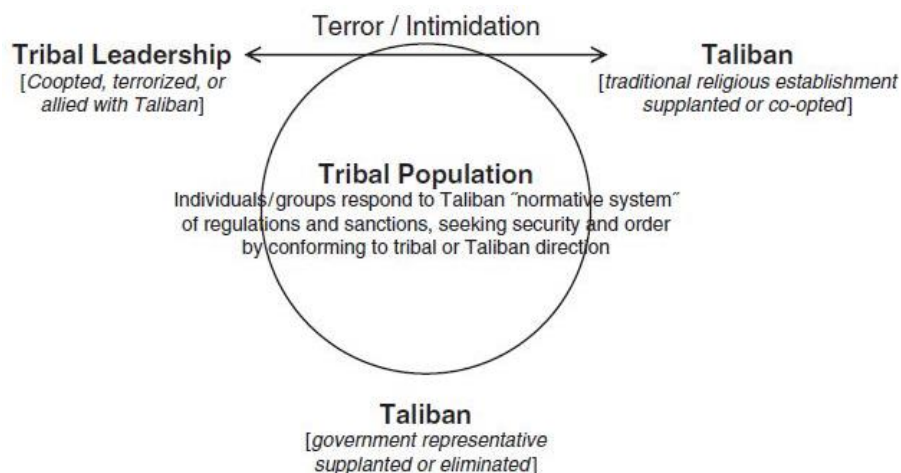 Terror / Intimidation
Tribal Leadership
[Coopted, terrorized, or
allied with Taliban]
Taliban
[traditional religious establishment
supplanted or co-opted]
Tribal Population
Individuals/groups respond to Taliban ˝normative system˝
of regulations and sanctions, seeking security and order
by conforming to tribal or Taliban direction
Taliban
[government representative
supplanted or eliminated]